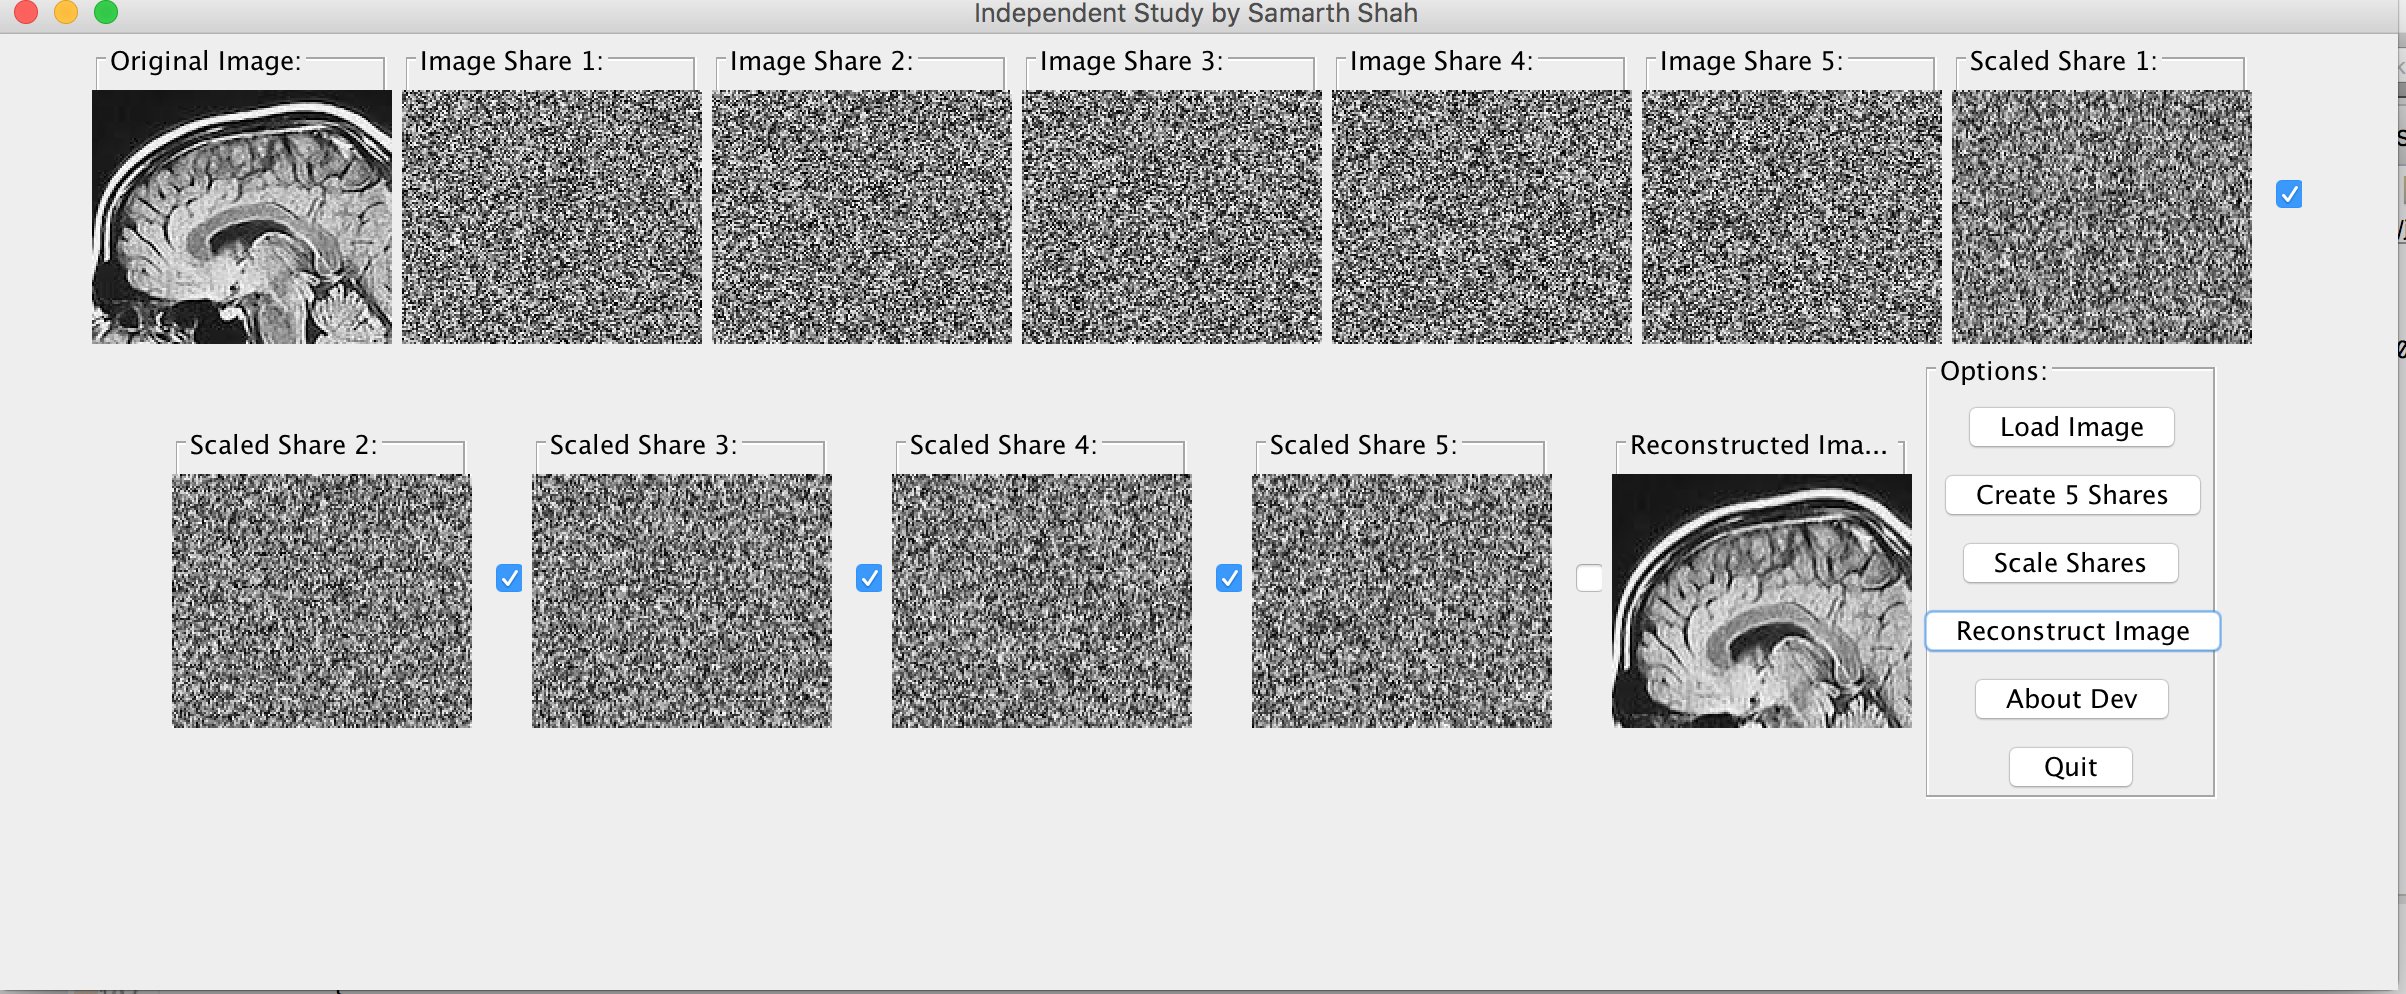 Independent Study by Samarth Shah
Original Image:
Image Share 1:
Image Share 2:
Image Share 3:
Image Share 4:
Image Share 5:
Scaled Share 1:
Scaled Share 2:
Scaled Share 3:
Scaled Share 4:
Scaled Share 5:
Reconstructed Ima...
Options:
Load Image
Create 5 Shares
Scale Shares
Reconstruct Image
About Dev
Quit